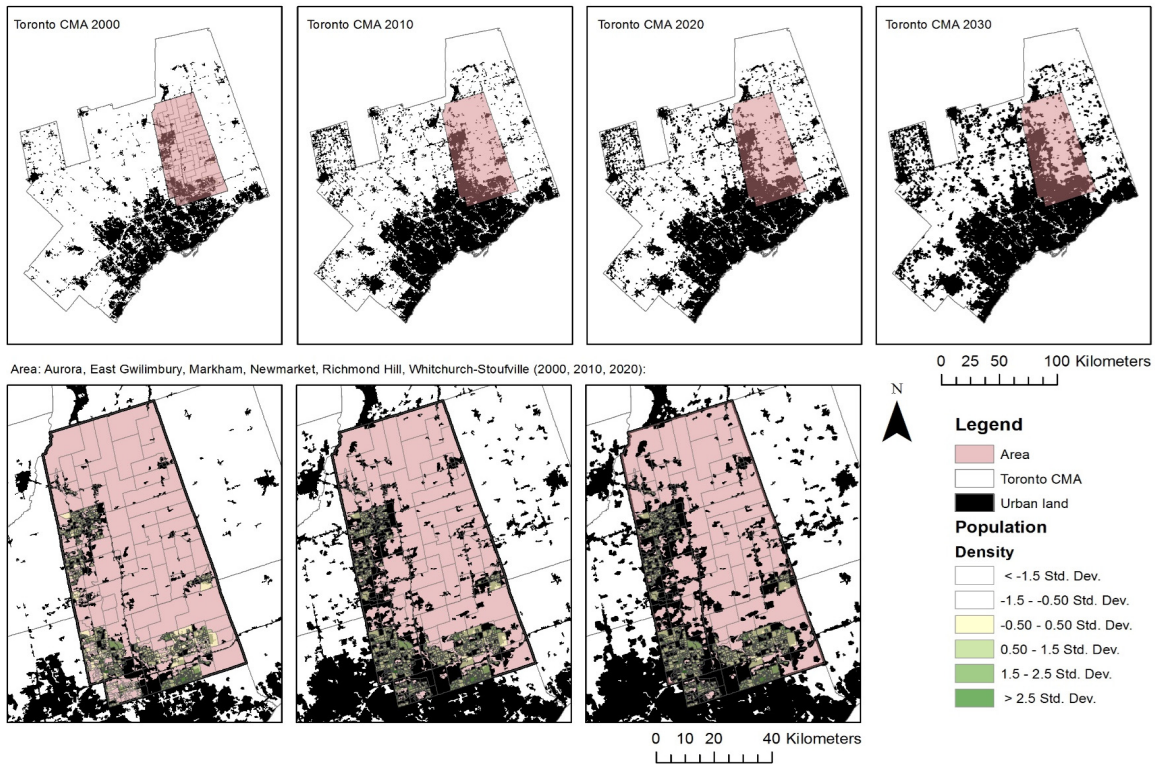 Toronto CMA 2000
Toronto CMA 2010
Toronto CMA 2020
Toronto CMA 2030
0 25 50 100 Kilometers
Area: Aurora, East Gwilimbury, Markham, Newmarket, Richmond Hill, Whitchurch-Stoufville (2000, 2010, 2020):
N
Legend
Area
Toronto CMA
Urban land
Population
Density
< -1.5 Std. Dev.
-1.5 - -0.50 Std. Dev.
-0.50 - 0.50 Std. Dev.
0.50 - 1.5 Std. Dev.
1.5 - 2.5 Std. Dev.
> 2.5 Std. Dev.
0 10 20 40 Kilometers